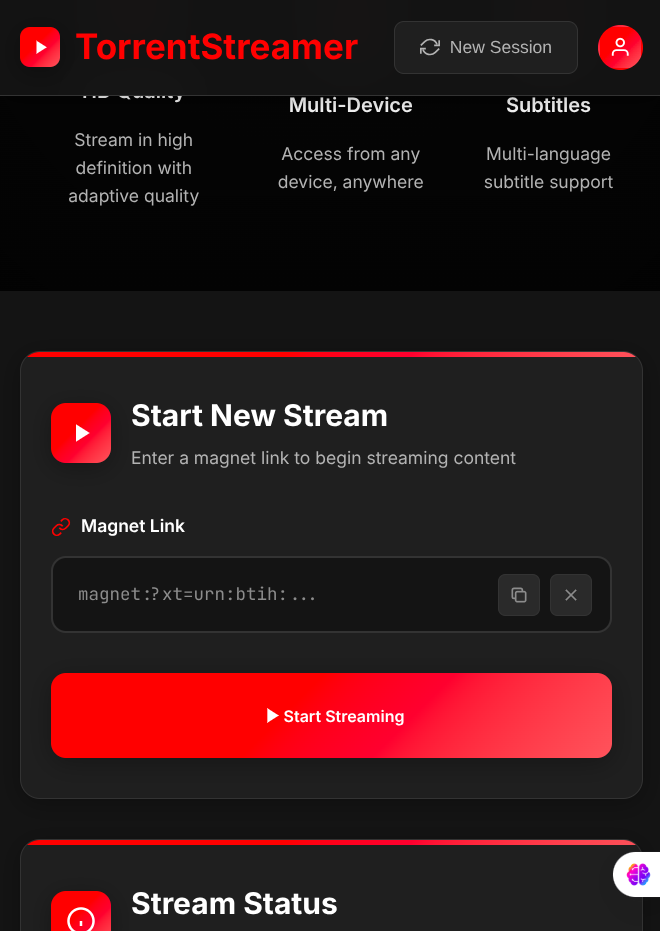 TorrentStreamer
New Session
HD Quality
Multi-Device
Subtitles
Stream in high
definition with
adaptive quality
Access from any
device, anywhere
Multi-language
subtitle support
Start New Stream
Enter a magnet link to begin streaming content
Magnet Link
magnet:?xt=urn:btih:...
Start Streaming
Stream Status